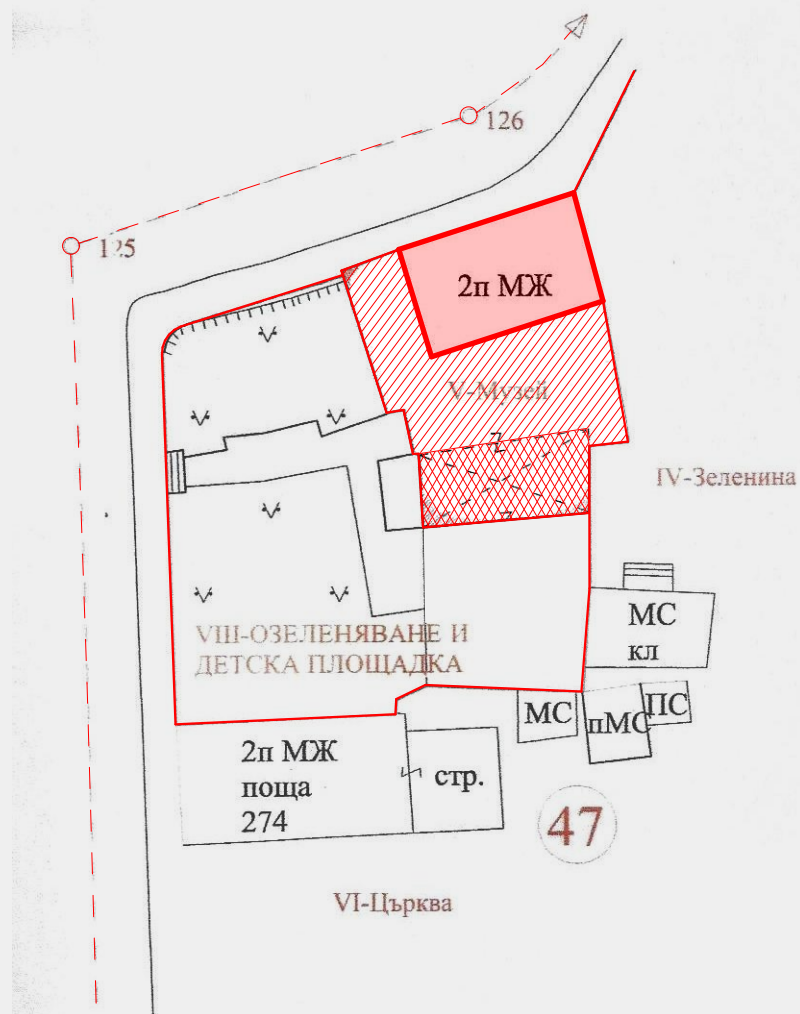 126
125
2п МЖ
V-Музей
IV-Зеленина
МС
кл
VIII-ОЗЕЛЕНЯВАНЕ И
ДЕТСКА ПЛОЩАДКА
МС
пМС
ПС
2п МЖ
поща
274
стр.
47
VI-Църква